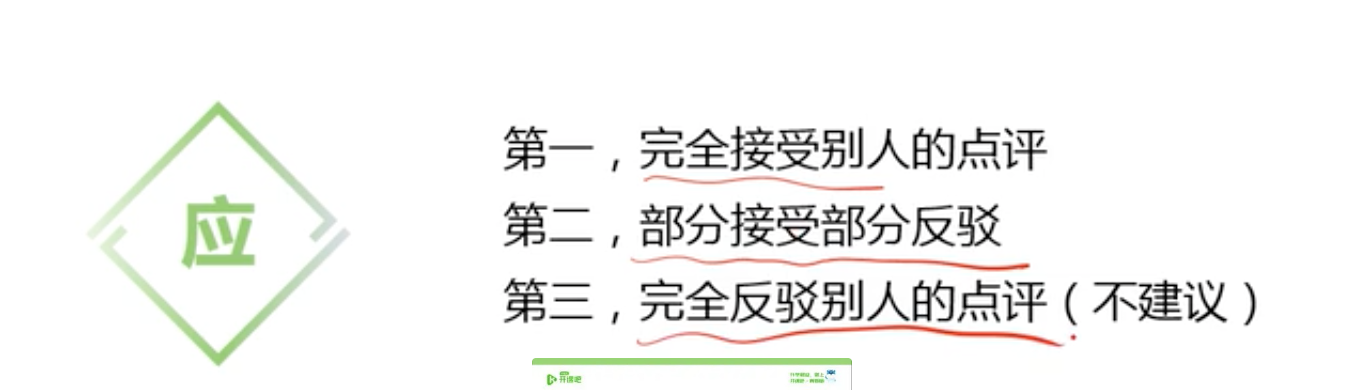 应
第一，完全接受别人的点评
第二，部分接受部分反驳
第三，完全反驳别人的点评（不建议）
开课吧